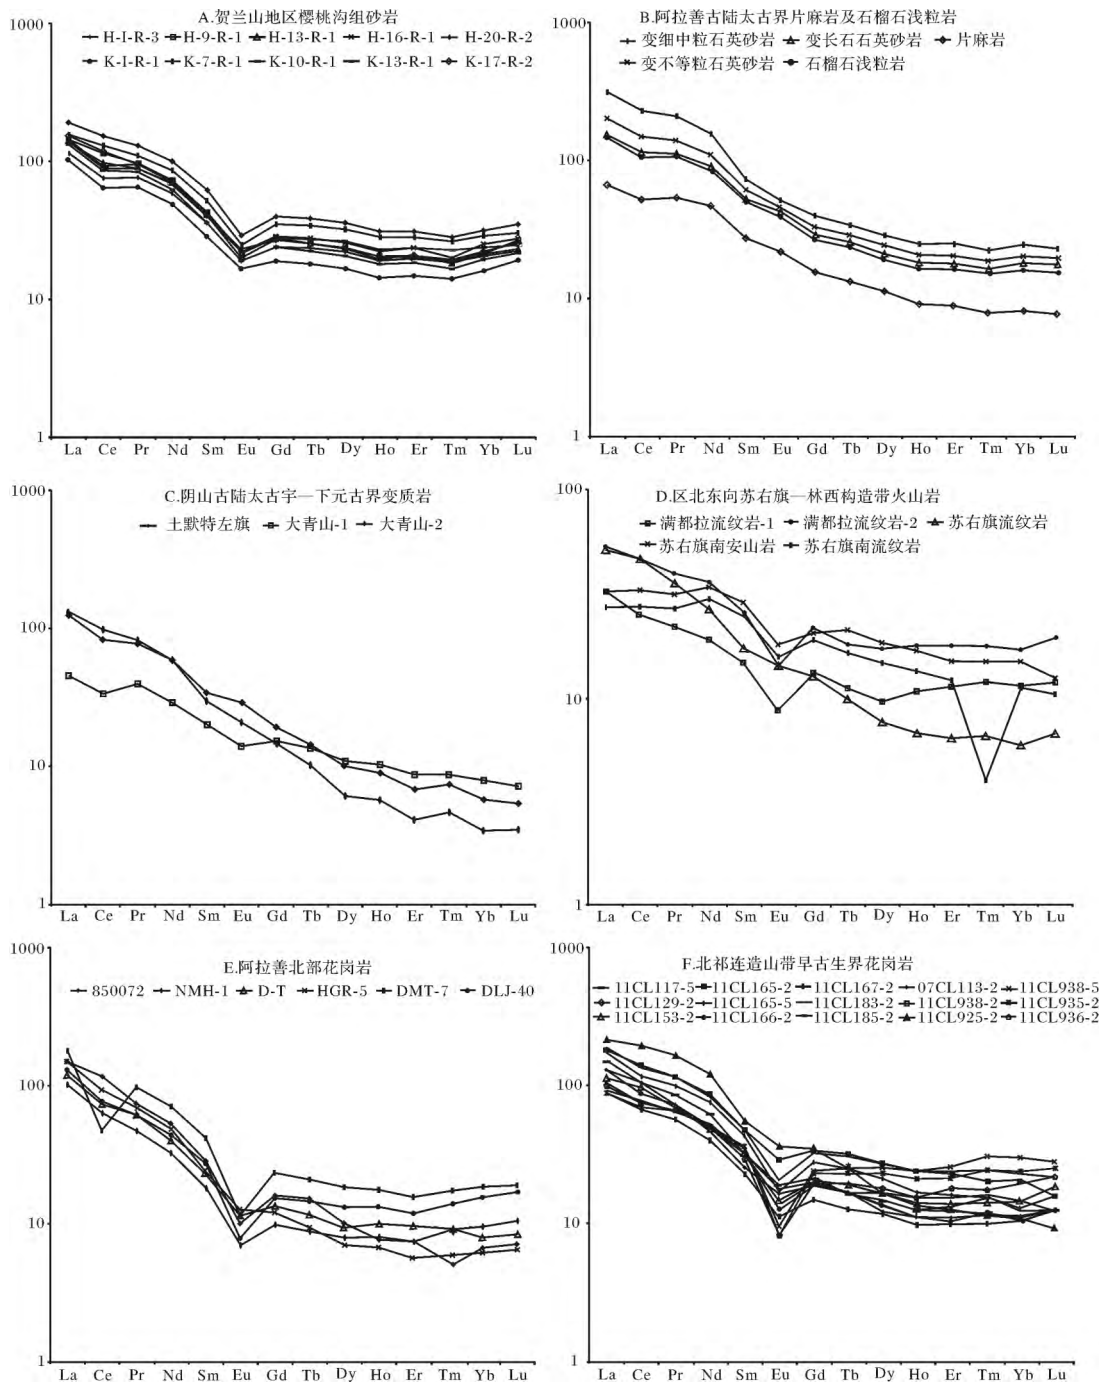 A.贺兰山地区樱桃沟组砂岩
H-I-R-3 H-9-R-1 H-13-R-1 H-16-R-1 H-20-R-2
K-I-R-1 K-7-R-1 K-10-R-1 K-13-R-1 K-17-R-2
1000
100
10
1
La Ce Pr Nd Sm Eu Gd Tb Dy Ho Er Tm Yb Lu
B.阿拉善古陆太古界片麻岩及石榴石浅粒岩
变细中粒石英砂岩 变长石石英砂岩 片麻岩
变不等粒石英砂岩 石榴石浅粒岩
1000
100
10
1
La Ce Pr Nd Sm Eu Gd Tb Dy Ho Er Tm Yb Lu
C.阴山古陆太古宇—下元古界变质岩
土默特左旗 大青山-1 大青山-2
1000
100
10
1
La Ce Pr Nd Sm Eu Gd Tb Dy Ho Er Tm Yb Lu
D.区北东向苏右旗—林西构造带火山岩
满都拉流纹岩-1 满都拉流纹岩-2 苏右旗流纹岩
苏右旗南安山岩 苏右旗南流纹岩
100
10
1
La Ce Pr Nd Sm Eu Gd Tb Dy Ho Er Tm Yb Lu
E.阿拉善北部花岗岩
850072 NMH-1 D-T HGR-5 DMT-7 DLJ-40
1000
100
10
1
La Ce Pr Nd Sm Eu Gd Tb Dy Ho Er Tm Yb Lu
F.北祁连造山带早古生界花岗岩
11CL117-5 11CL165-2 11CL167-2 07CL113-2 11CL938-5
11CL129-2 11CL165-5 11CL183-2 11CL938-2 11CL935-2
11CL153-2 11CL166-2 11CL185-2 11CL925-2 11CL936-2
1000
100
10
1
La Ce Pr Nd Sm Eu Gd Tb Dy Ho Er Tm Yb Lu